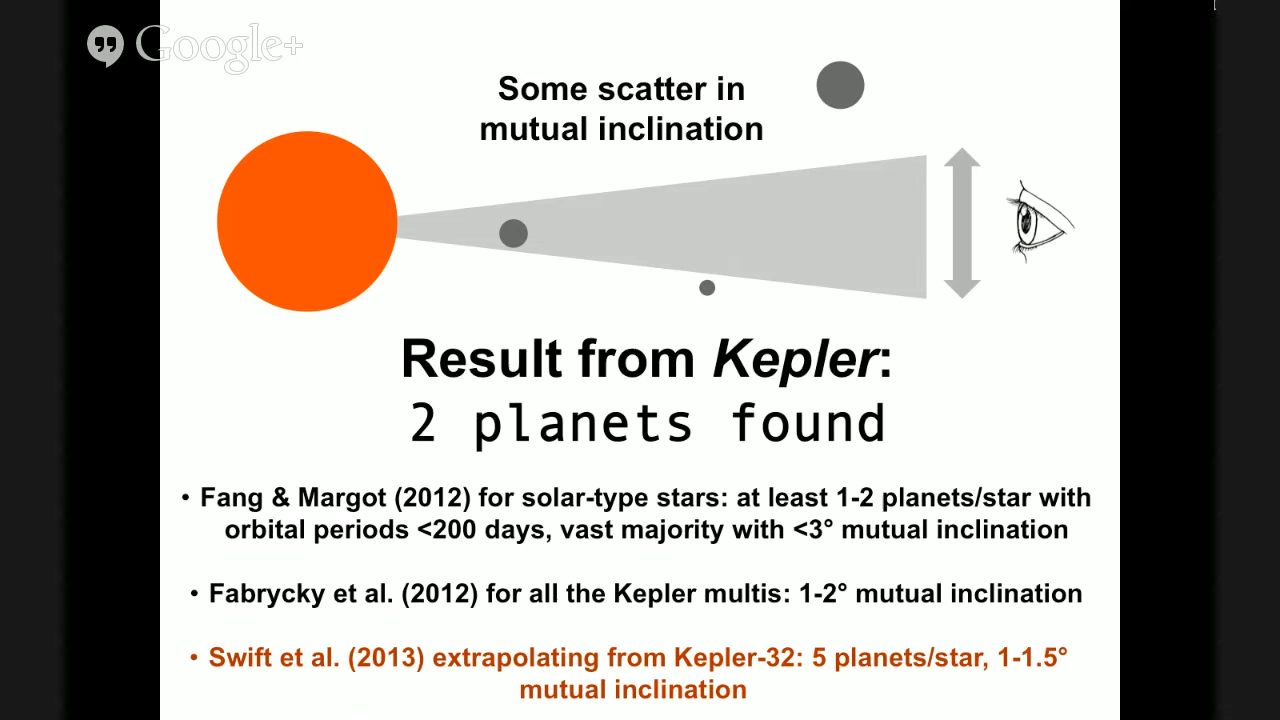 Google+
Some scatter in
mutual inclination
Result from Kepler:
2 planets found
• Fang & Margot (2012) for solar-type stars: at least 1-2 planets/star with
orbital periods <200 days, vast majority with <3° mutual inclination
• Fabrycky et al. (2012) for all the Kepler multis: 1-2° mutual inclination
• Swift et al. (2013) extrapolating from Kepler-32: 5 planets/star, 1-1.5°
mutual inclination